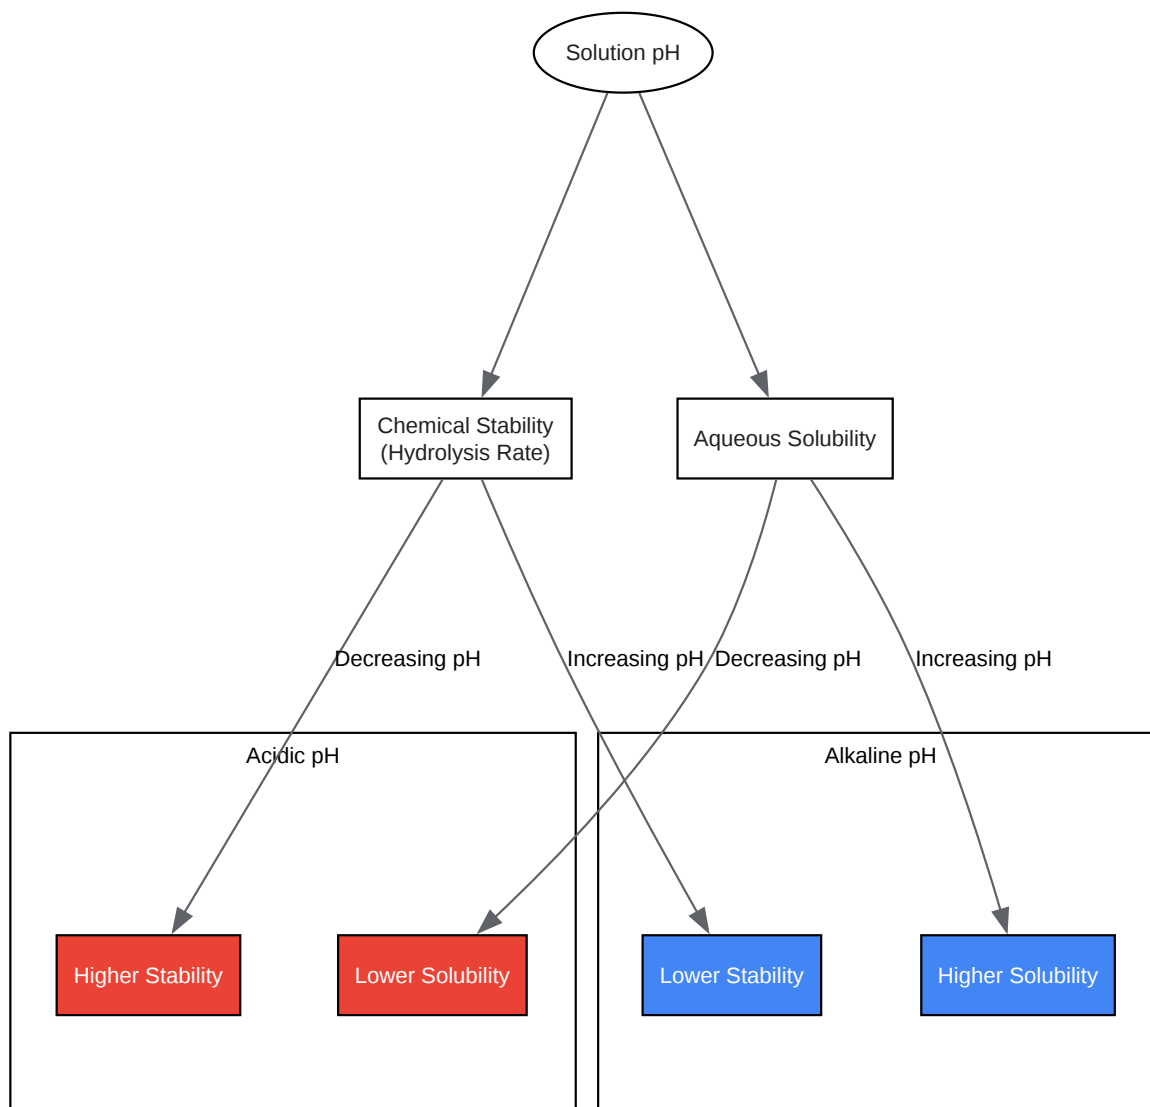 Solution pH
Chemical Stability
(Hydrolysis Rate)
Aqueous Solubility
Decreasing pH
Increasing pH
Decreasing pH
Increasing pH
Acidic pH
Alkaline pH
Higher Stability
Lower Solubility
Lower Stability
Higher Solubility